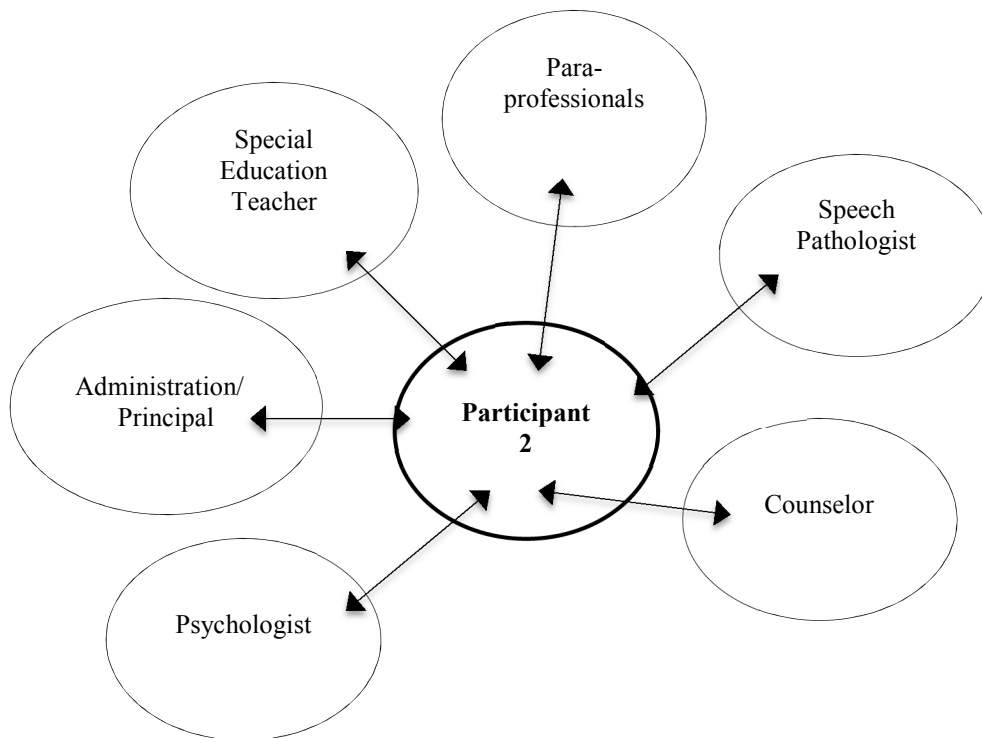 Para-
professionals
Special
Education
Teacher
Speech
Pathologist
Administration/
Principal
Participant
2
Counselor
Psychologist